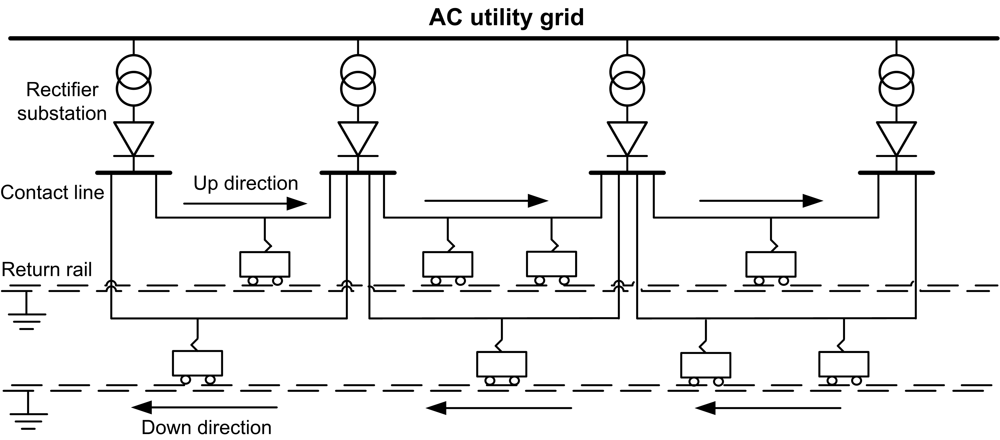 AC utility grid
Rectifier
substation
Up direction
Contact line
Return rail
Down direction